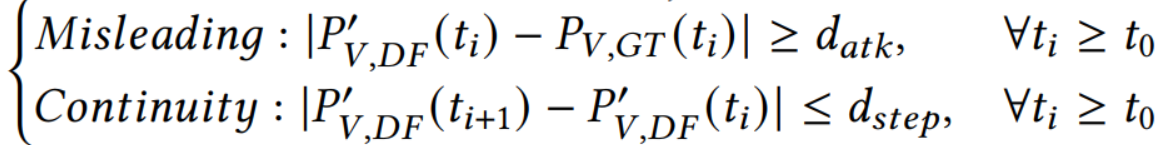 Misleading : |P′_{V,DF}(t_i) − P_{V,GT}(t_i)| ≥ d_{atk}, ∀t_i ≥ t_0
Continuity : |P′_{V,DF}(t_{i+1}) − P′_{V,DF}(t_i)| ≤ d_{step}, ∀t_i ≥ t_0